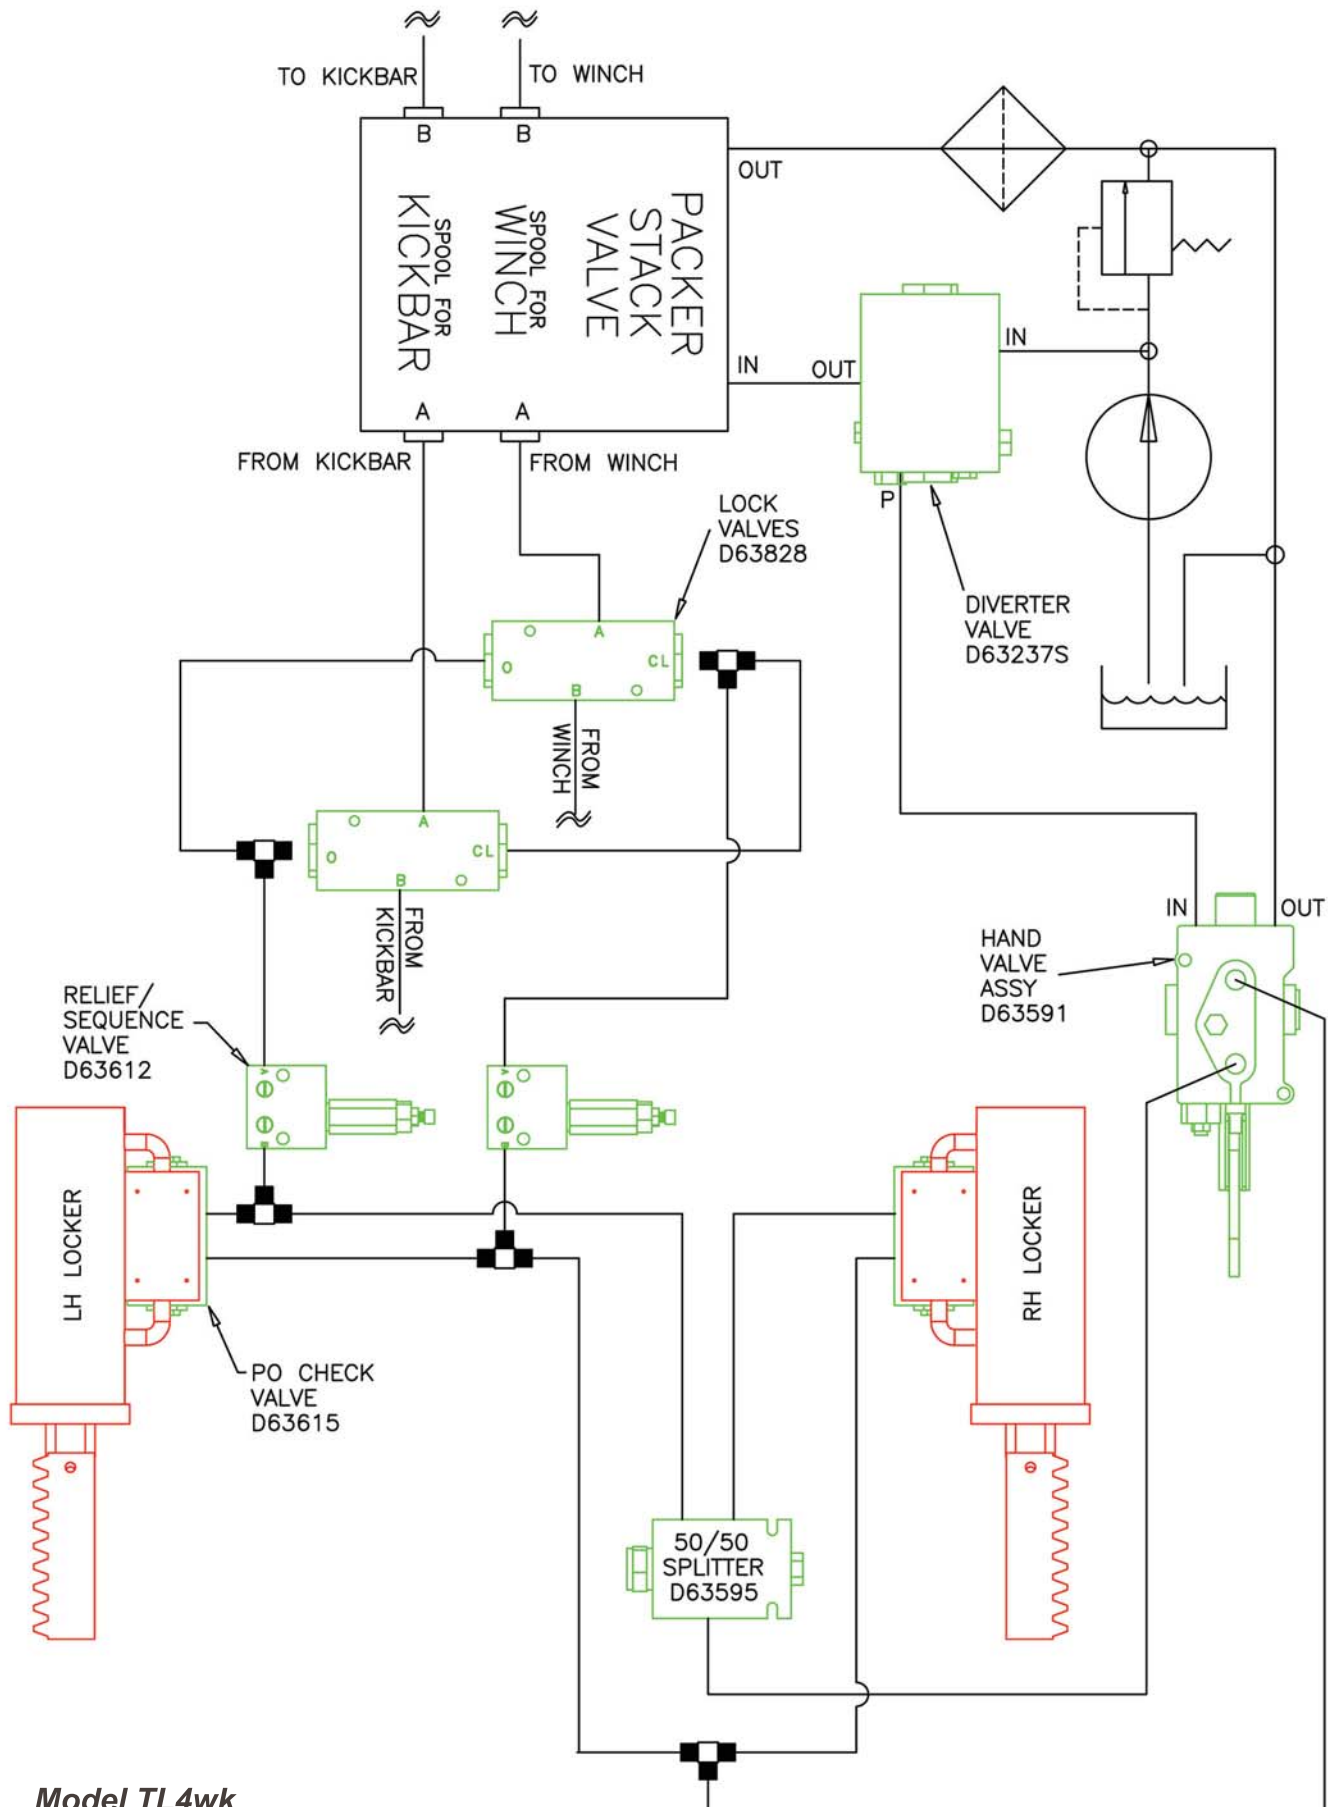 TO KICKBAR
TO WINCH
B
B
OUT
PACKER
STACK
VALVE
SPOOL FOR
WINCH
SPOOL FOR
KICKBAR
IN
OUT
IN
A
A
FROM KICKBAR
FROM WINCH
P
LOCK
VALVES
D63828
DIVERTER
VALVE
D63237S
A
O
CL
B
FROM
WINCH
A
O
CL
B
FROM
KICKBAR
IN
OUT
HAND
VALVE
ASSY
D63591
RELIEF/
SEQUENCE
VALVE
D63612
LH LOCKER
RH LOCKER
PO CHECK
VALVE
D63615
50/50
SPLITTER
D63595
Model TL4wk